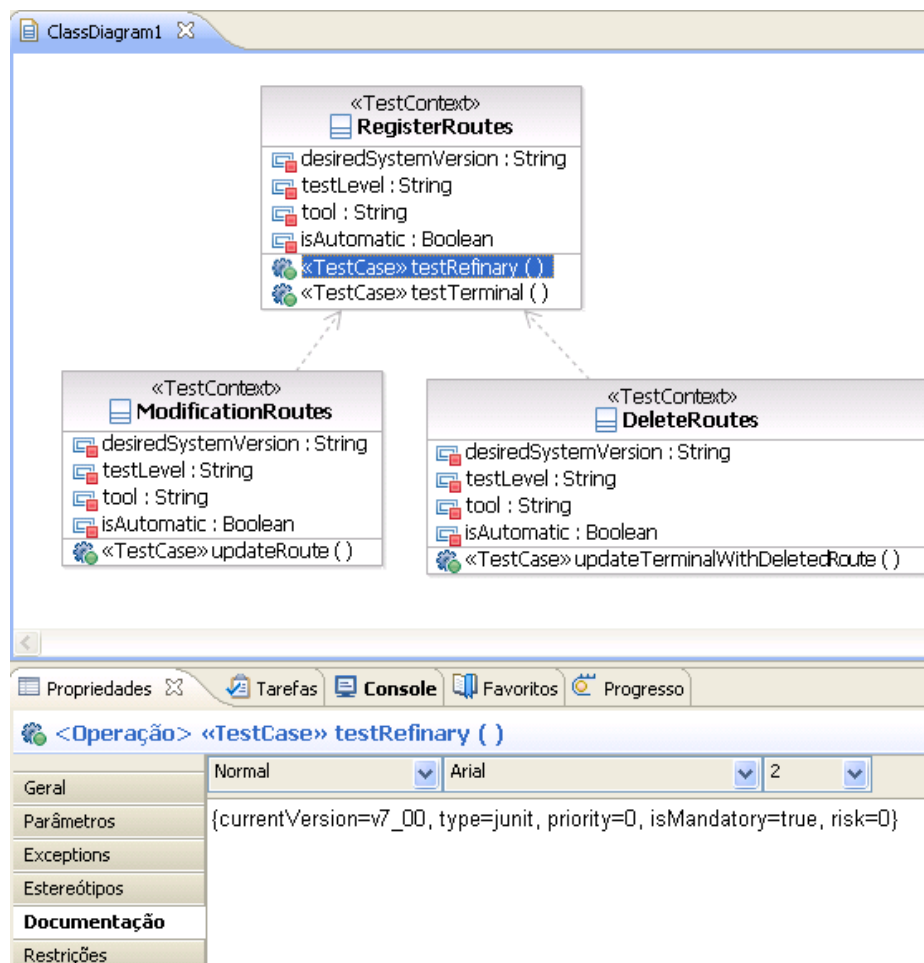 ClassDiagram1
«TestContext»
RegisterRoutes
desiredSystemVersion : String
testLevel : String
tool : String
isAutomatic : Boolean
«TestCase» testRefinary ( )
«TestCase» testTerminal ( )
«TestContext»
ModificationRoutes
desiredSystemVersion : String
testLevel : String
tool : String
isAutomatic : Boolean
«TestCase» updateRoute ( )
«TestContext»
DeleteRoutes
desiredSystemVersion : String
testLevel : String
tool : String
isAutomatic : Boolean
«TestCase» updateTerminalWithDeletedRoute ( )
Propriedades Tarefas Console Favoritos Progresso
<Operação> «TestCase» testRefinary ( )
Normal Arial 2
Geral
Parâmetros
Exceptions
Estereótipos
Documentação
Restrições
{currentVersion=v7_00, type=junit, priority=0, isMandatory=true, risk=0}